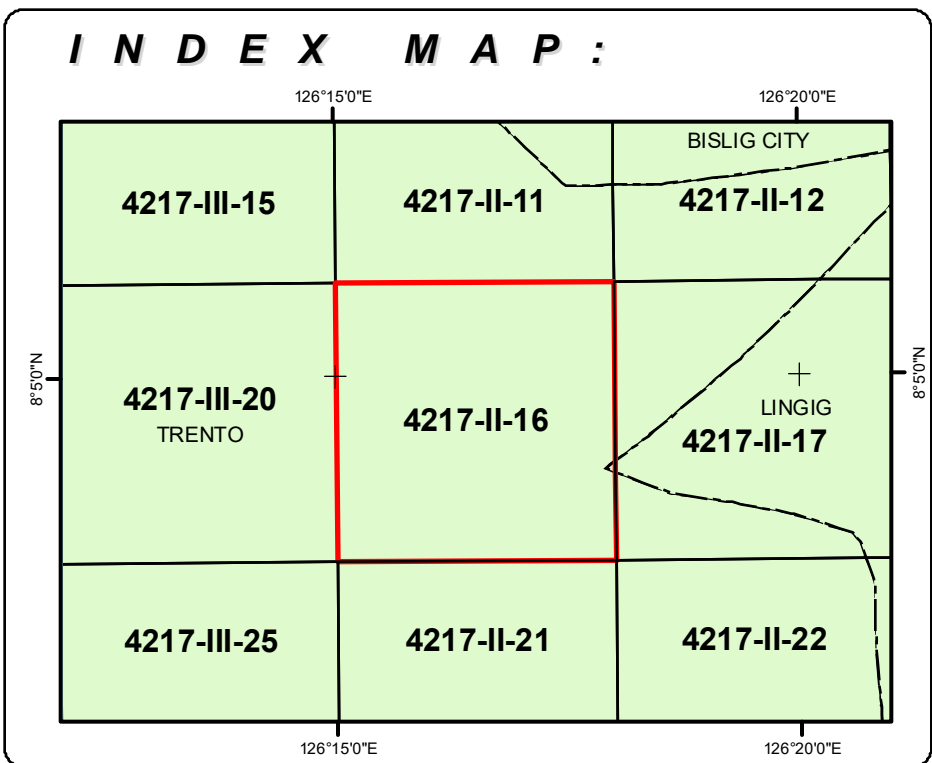 INDEX MAP:
126°15'0"E 126°20'0"E
BISLIG CITY
4217-III-15 4217-II-11 4217-II-12
8°5'0"N 8°5'0"N
4217-III-20 4217-II-16 LINGIG
TRENTO 4217-II-17
4217-III-25 4217-II-21 4217-II-22
126°15'0"E 126°20'0"E